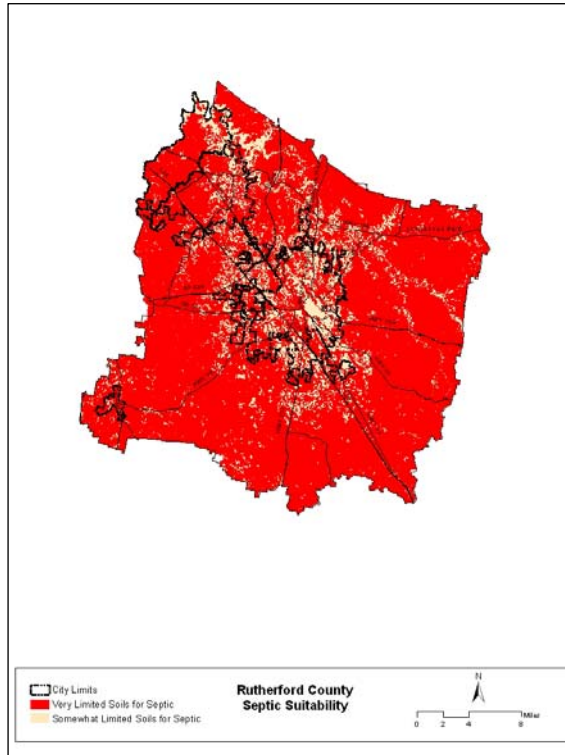 City Limits
Very Limited Soils for Septic
Somewhat Limited Soils for Septic
Rutherford County
Septic Suitability
N
0 2 4 8
Miles